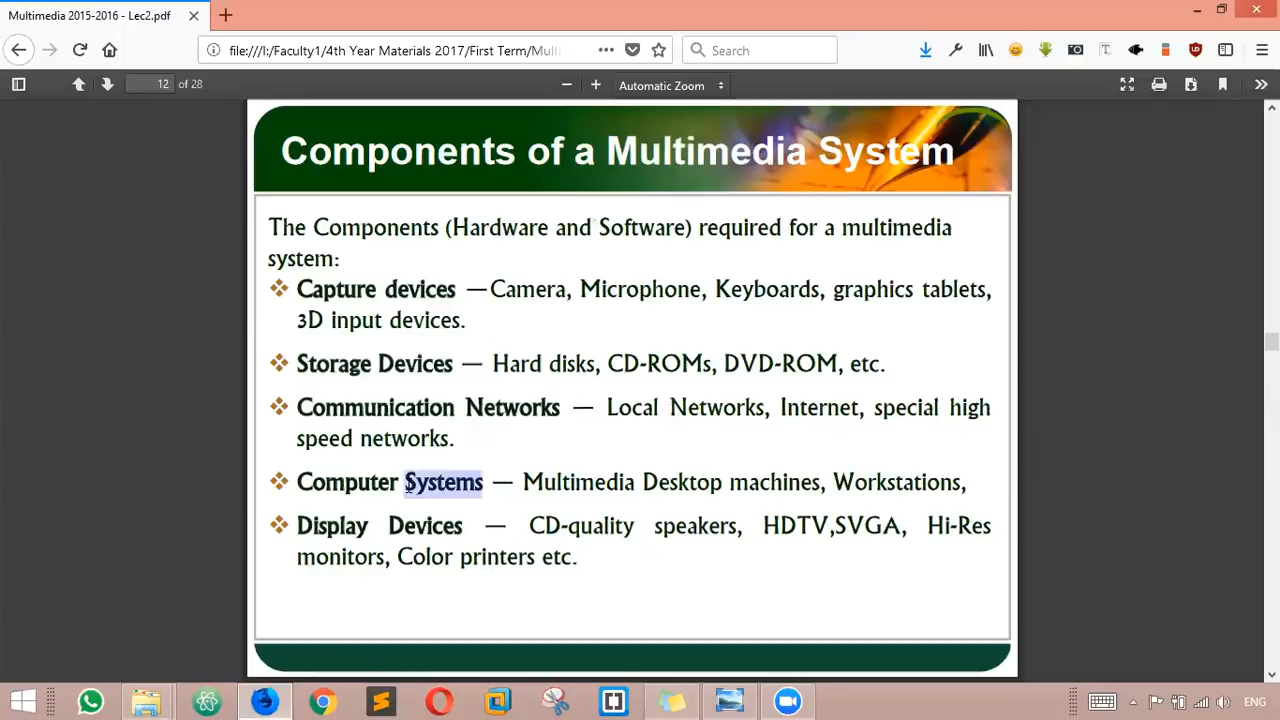 Multimedia 2015-2016 - Lec2.pdf
file:///I:/Faculty1/4th Year Materials 2017/First Term/Mult
Search
12 of 28
Automatic Zoom
Components of a Multimedia System
The Components (Hardware and Software) required for a multimedia
system:
Capture devices —Camera, Microphone, Keyboards, graphics tablets,
3D input devices.
Storage Devices — Hard disks, CD-ROMs, DVD-ROM, etc.
Communication Networks — Local Networks, Internet, special high
speed networks.
Computer Systems — Multimedia Desktop machines, Workstations,
Display Devices — CD-quality speakers, HDTV,SVGA, Hi-Res
monitors, Color printers etc.
ENG